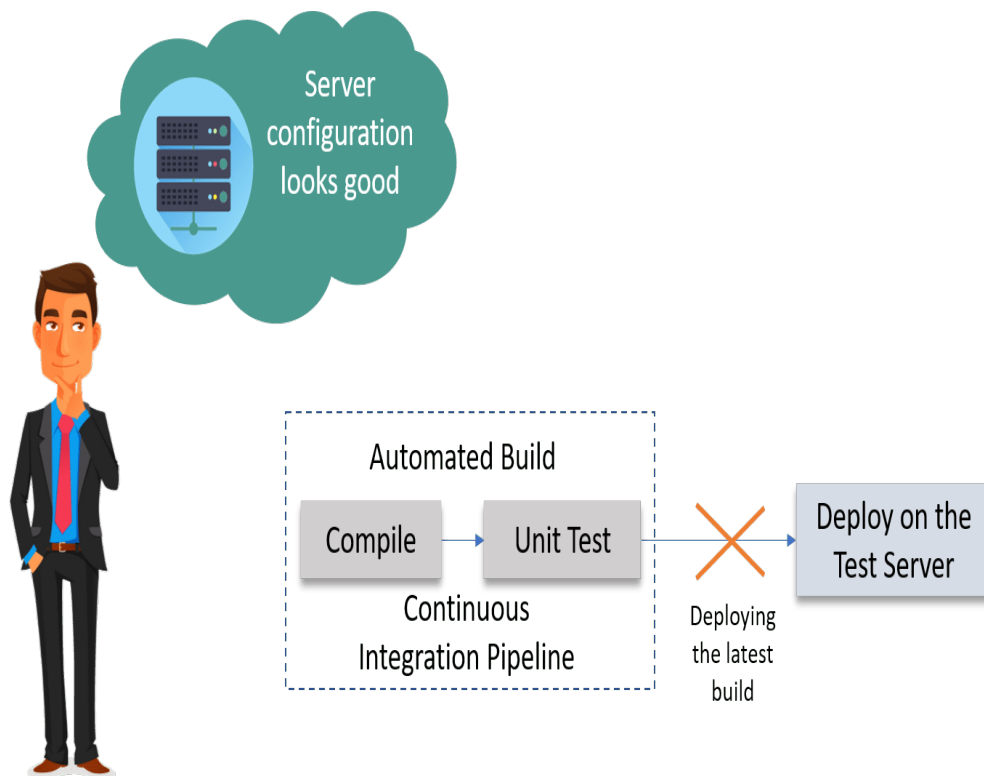 Server
configuration
looks good
Automated Build
Compile
Unit Test
Continuous
Integration Pipeline
Deploying
the latest
build
Deploy on the
Test Server